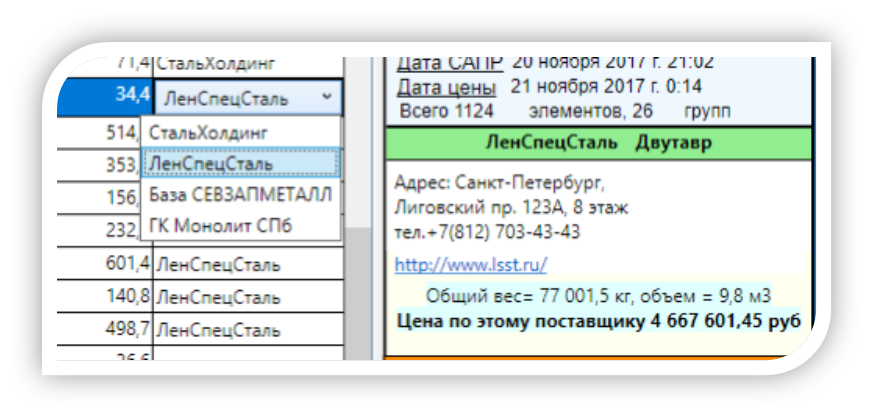 71,4 СтальХолдинг
34,4 ЛенСпецСталь
514, СтальХолдинг
353, ЛенСпецСталь
156, База СЕВЗАПМЕТАЛЛ
232, ГК Монолит СПб
601,4 ЛенСпецСталь
140,8 ЛенСпецСталь
498,7 ЛенСпецСталь
26,6
Дата САПР 20 ноября 2017 г. 21:02
Дата цены 21 ноября 2017 г. 0:14
Всего 1124 элементов, 26 групп
ЛенСпецСталь Двутавр
Адрес: Санкт-Петербург,
Лиговский пр. 123А, 8 этаж
тел.+7(812) 703-43-43
http://www.lsst.ru/
Общий вес= 77 001,5 кг, объем = 9,8 м3
Цена по этому поставщику 4 667 601,45 руб